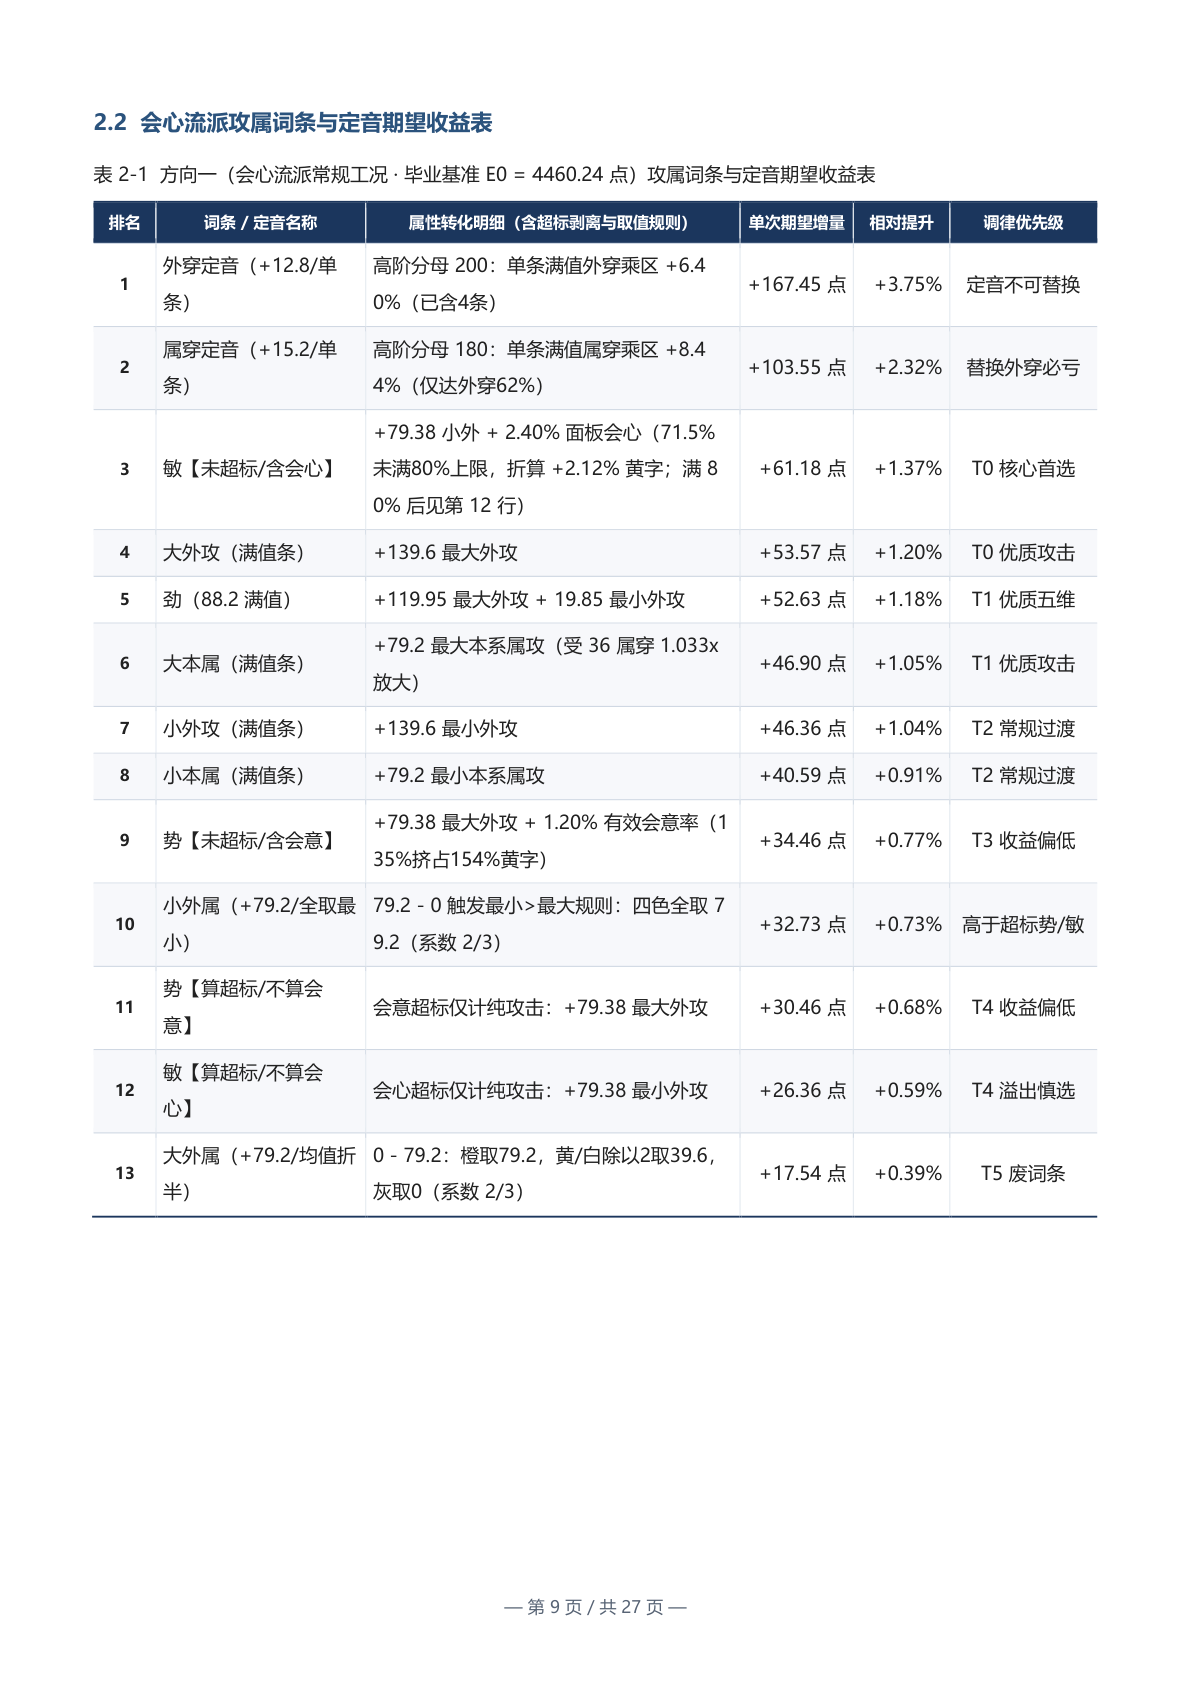 2.2 会心流派攻属词条与定音期望收益表
表 2-1 方向一（会心流派常规工况 · 毕业基准 E0 = 4460.24 点）攻属词条与定音期望收益表
排名 词条 / 定音名称 属性转化明细（含超标剥离与取值规则） 单次期望增量 相对提升 调律优先级
1
外穿定音（+12.8/单
条）
高阶分母 200：单条满值外穿乘区 +6.4
0%（已含4条）
+167.45 点 +3.75% 定音不可替换
2
属穿定音（+15.2/单
条）
高阶分母 180：单条满值属穿乘区 +8.4
4%（仅达外穿62%）
+103.55 点 +2.32% 替换外穿必亏
3
敏【未超标/含会心】
+79.38 小外 + 2.40% 面板会心（71.5%
未满80%上限，折算 +2.12% 黄字；满 8
0% 后见第 12 行）
+61.18 点 +1.37% T0 核心首选
4 大外攻（满值条） +139.6 最大外攻 +53.57 点 +1.20% T0 优质攻击
5 劲（88.2 满值） +119.95 最大外攻 + 19.85 最小外攻 +52.63 点 +1.18% T1 优质五维
6 大本属（满值条）
+79.2 最大本系属攻（受 36 属穿 1.033x
放大）
+46.90 点 +1.05% T1 优质攻击
7 小外攻（满值条） +139.6 最小外攻 +46.36 点 +1.04% T2 常规过渡
8 小本属（满值条） +79.2 最小本系属攻 +40.59 点 +0.91% T2 常规过渡
9 势【未超标/含会意】
+79.38 最大外攻 + 1.20% 有效会意率（1
35%挤占154%黄字）
+34.46 点 +0.77% T3 收益偏低
10
小外属（+79.2/全取最
小）
79.2 - 0 触发最小>最大规则：四色全取 7
9.2（系数 2/3）
+32.73 点 +0.73% 高于超标势/敏
11
势【算超标/不算会
意】
会意超标仅计纯攻击：+79.38 最大外攻 +30.46 点 +0.68% T4 收益偏低
12
敏【算超标/不算会
心】
会心超标仅计纯攻击：+79.38 最小外攻 +26.36 点 +0.59% T4 溢出慎选
13
大外属（+79.2/均值折
半）
0 - 79.2：橙取79.2，黄/白除以2取39.6，
灰取0（系数 2/3）
+17.54 点 +0.39% T5 废词条
— 第 9 页 / 共 27 页 —